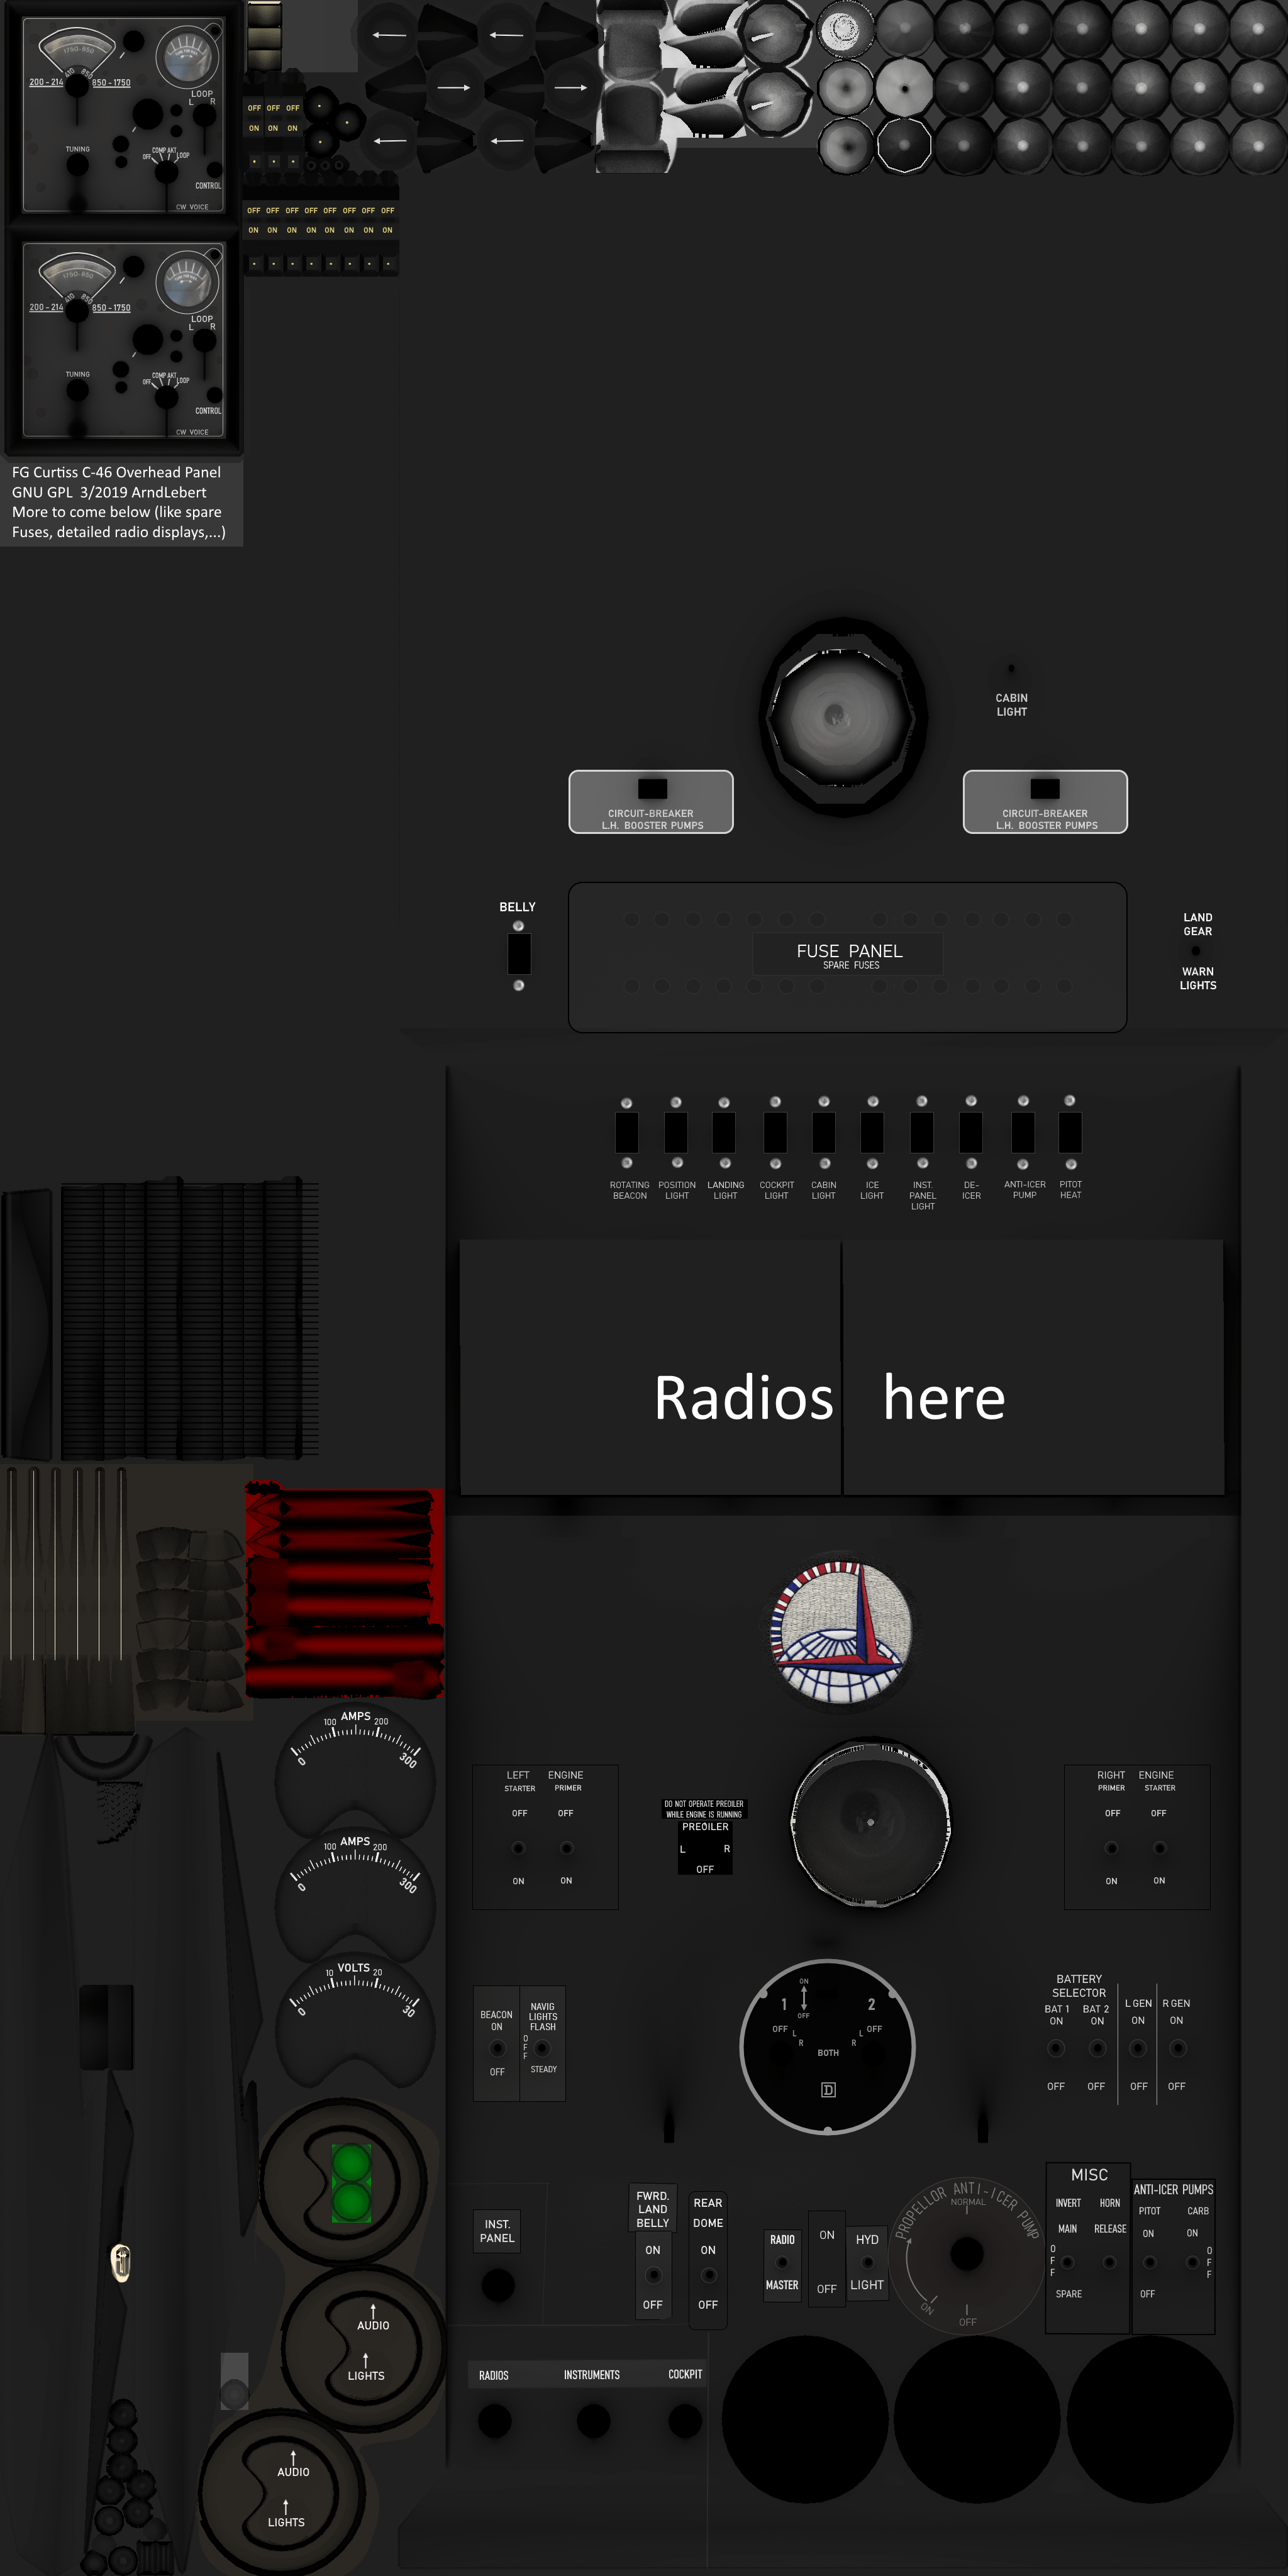 1750-850
410 850
200 - 214 850 - 1750
LOOP
L R
TUNING
COMP AKT
OFF LOOP
CONTROL
CW VOICE
OFF OFF OFF
ON ON ON
OFF OFF OFF OFF OFF OFF OFF OFF
ON ON ON ON ON ON ON ON
1750-850
410 850
200 - 214 850 - 1750
LOOP
L R
TUNING
COMP AKT
OFF LOOP
CONTROL
CW VOICE
FG Curtiss C-46 Overhead Panel
GNU GPL 3/2019 ArndLebert
More to come below (like spare
Fuses, detailed radio displays,...)
CABIN
LIGHT
CIRCUIT-BREAKER
L.H. BOOSTER PUMPS
CIRCUIT-BREAKER
L.H. BOOSTER PUMPS
BELLY
FUSE PANEL
SPARE FUSES
LAND
GEAR
WARN
LIGHTS
ROTATING
BEACON
POSITION
LIGHT
LANDING
LIGHT
COCKPIT
LIGHT
CABIN
LIGHT
ICE
LIGHT
INST.
PANEL
LIGHT
DE-
ICER
ANTI-ICER
PUMP
PITOT
HEAT
Radios here
AMPS
0 100 200 300
AMPS
0 100 200 300
VOLTS
0 10 20 30
LEFT ENGINE
STARTER PRIMER
OFF OFF
ON ON
DO NOT OPERATE PREOILER
WHILE ENGINE IS RUNNING
PREOILER
L R
OFF
RIGHT ENGINE
PRIMER STARTER
OFF OFF
ON ON
BEACON
ON
OFF
NAVIG
LIGHTS
FLASH
OFF
STEADY
ON
1 2
OFF
OFF L L OFF
R R
BOTH
D
BATTERY
SELECTOR
BAT 1 BAT 2 L GEN R GEN
ON ON ON ON
OFF OFF OFF OFF
INST.
PANEL
FWRD.
LAND
BELLY
ON
OFF
REAR
DOME
ON
OFF
RADIO
MASTER
ON
OFF
HYD
LIGHT
PROPELLOR ANTI-ICER PUMP
NORMAL
ON
OFF
MISC
INVERT HORN
MAIN RELEASE
OFF
SPARE
ANTI-ICER PUMPS
PITOT CARB
ON ON
OFF
OFF
AUDIO
LIGHTS
RADIOS INSTRUMENTS COCKPIT
AUDIO
LIGHTS